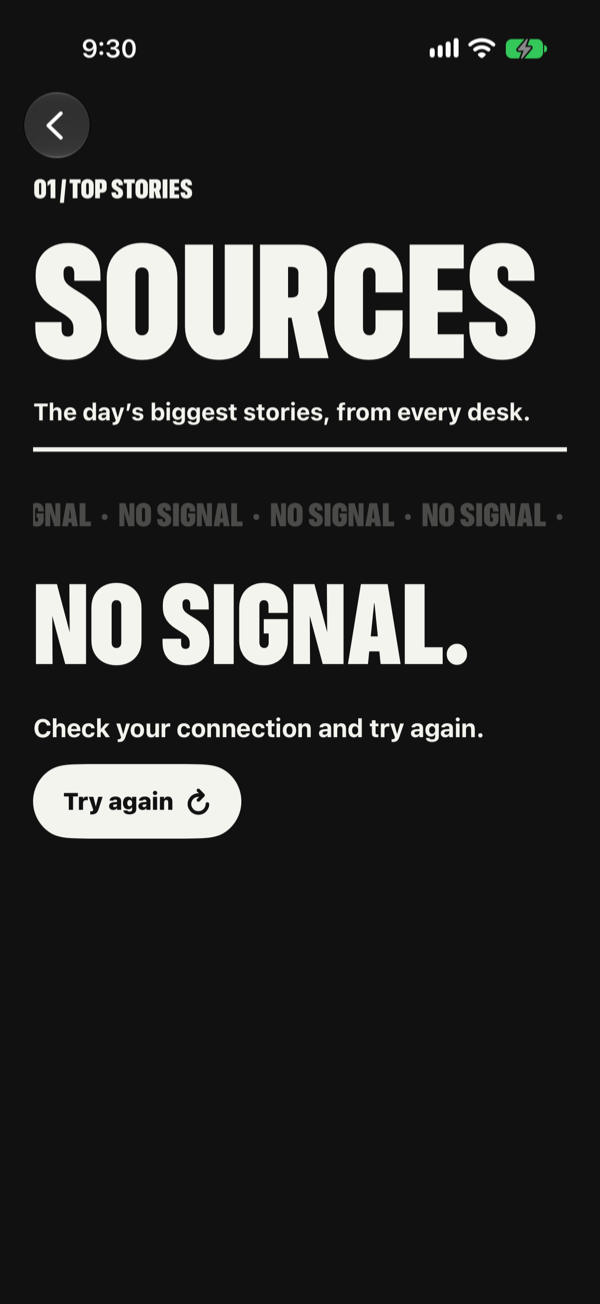 9:30
01/TOP STORIES
SOURCES
The day’s biggest stories, from every desk.
GNAL • NO SIGNAL • NO SIGNAL • NO SIGNAL •
NO SIGNAL.
Check your connection and try again.
Try again